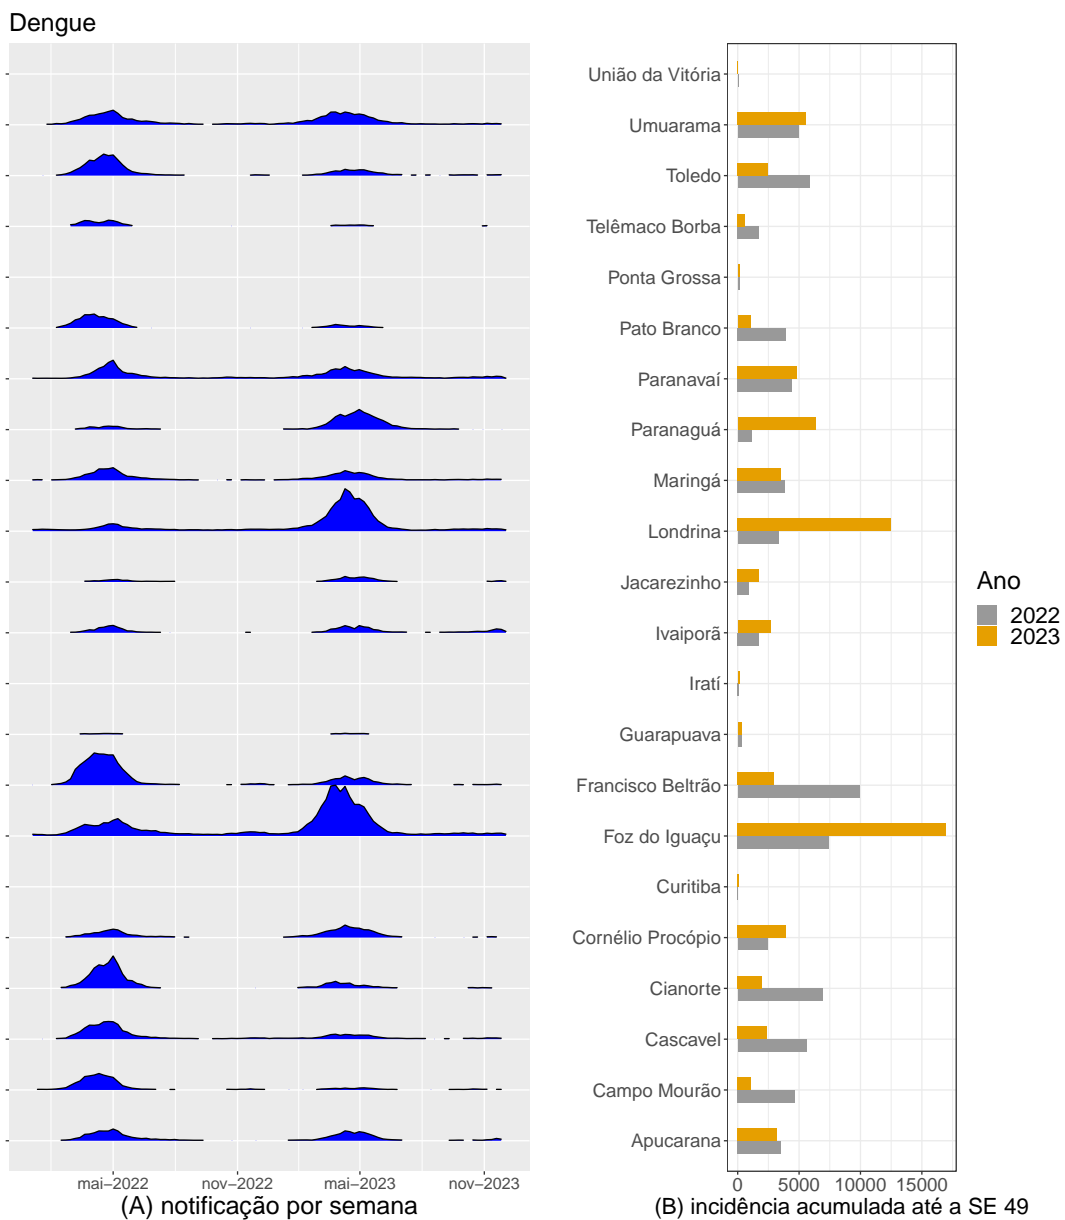 Dengue
União da Vitória
Umuarama
Toledo
Telêmaco Borba
Ponta Grossa
Pato Branco
Paranavaí
Paranaguá
Maringá
Londrina
Jacarezinho
Ivaiporã
Iratí
Guarapuava
Francisco Beltrão
Foz do Iguaçu
Curitiba
Cornélio Procópio
Cianorte
Cascavel
Campo Mourão
Apucarana
Ano
2022
2023
mai−2022 nov−2022 mai−2023 nov−2023
0 5000 10000 15000
(A) notificação por semana
(B) incidência acumulada até a SE 49